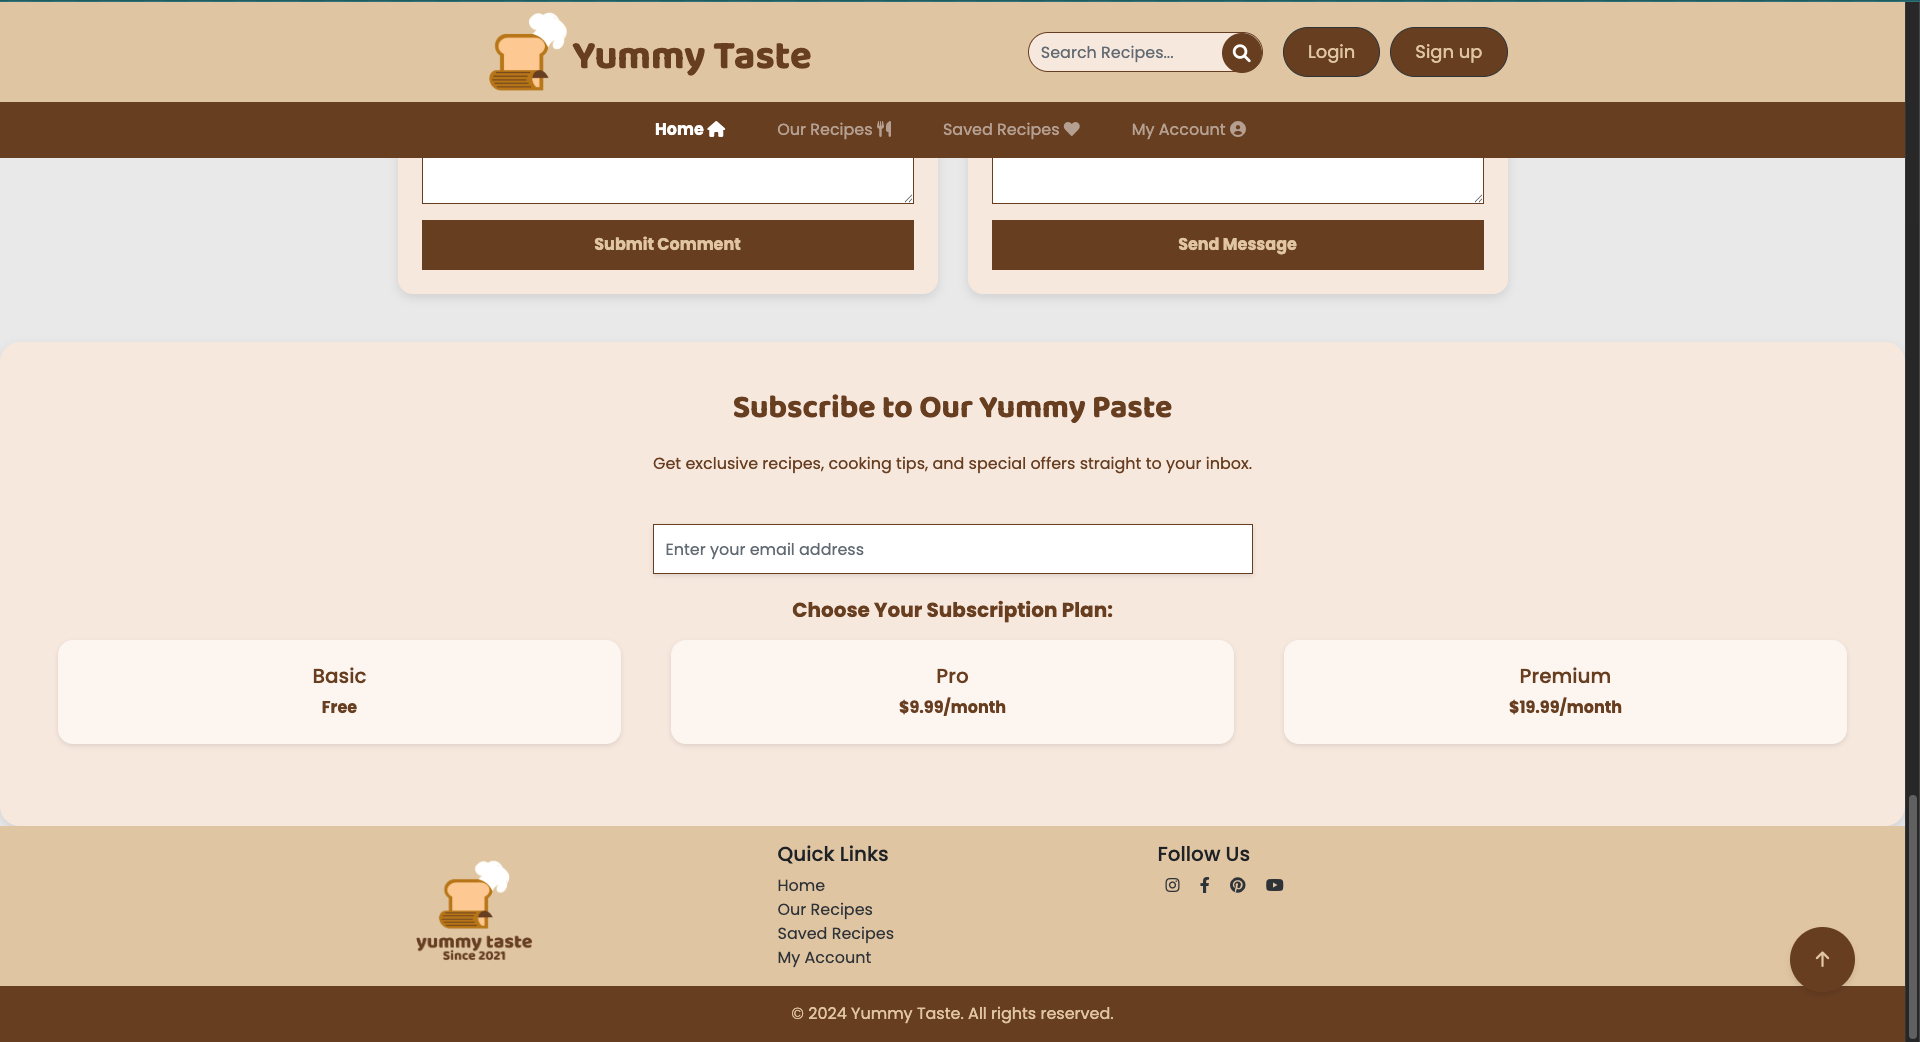 Yummy Taste
Search Recipes...
Login
Sign up
Home
Our Recipes
Saved Recipes
My Account
Submit Comment
Send Message
Subscribe to Our Yummy Paste
Get exclusive recipes, cooking tips, and special offers straight to your inbox.
Enter your email address
Choose Your Subscription Plan:
Basic
Free
Pro
$9.99/month
Premium
$19.99/month
yummy taste
Since 2021
Quick Links
Home
Our Recipes
Saved Recipes
My Account
Follow Us
© 2024 Yummy Taste. All rights reserved.